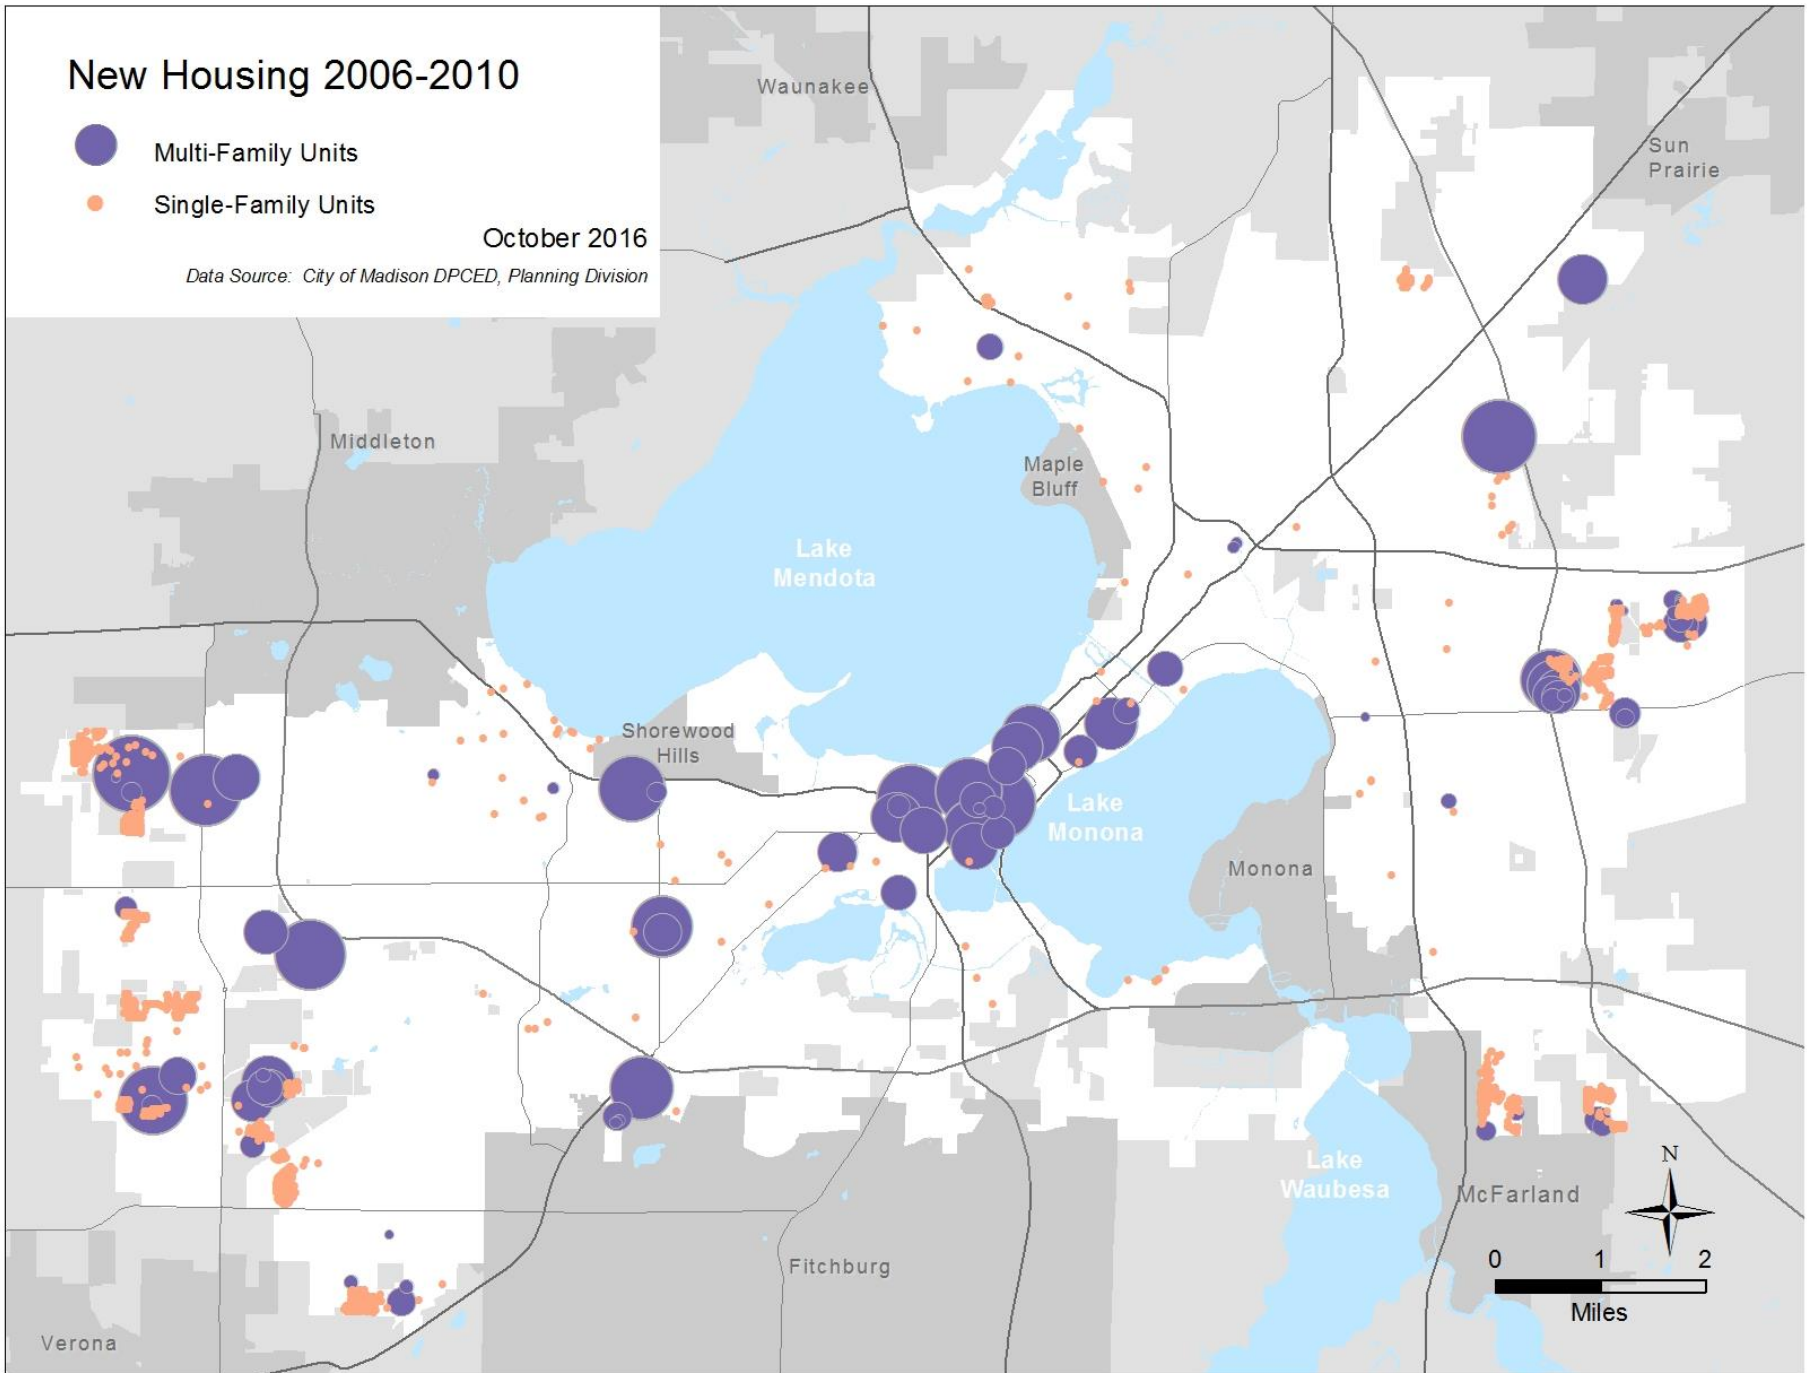 New Housing 2006-2010
Multi-Family Units
Single-Family Units
October 2016
Data Source: City of Madison DPCED, Planning Division
Waunakee
Sun
Prairie
Middleton
Maple
Bluff
Lake
Mendota
Shorewood
Hills
Lake
Monona
Monona
Lake
Waubesa
McFarland
Fitchburg
Verona
N
0 1 2
Miles